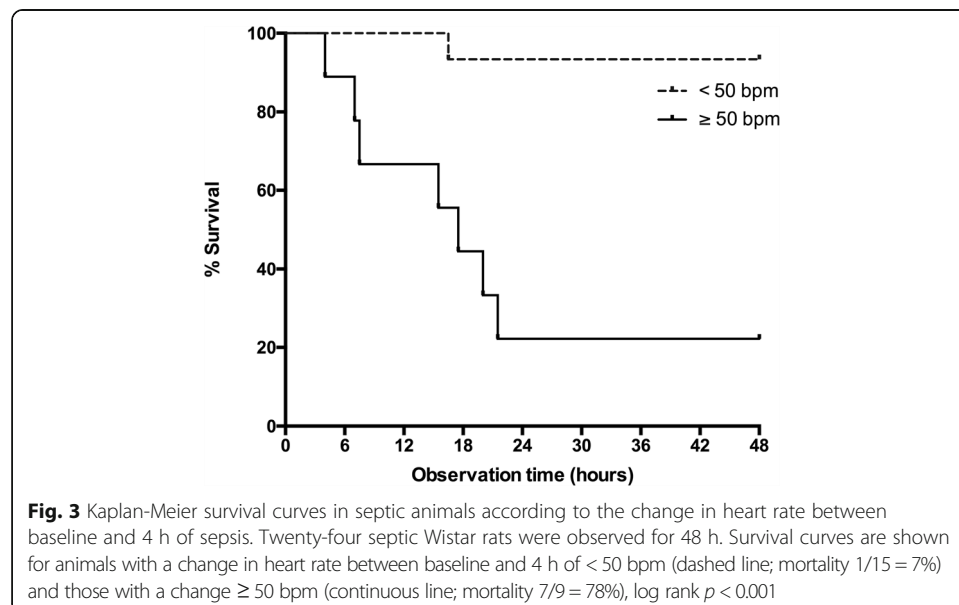 100
80
60
40
20
0
% Survival
< 50 bpm
≥ 50 bpm
0 6 12 18 24 30 36 42 48
Observation time (hours)
Fig. 3 Kaplan-Meier survival curves in septic animals according to the change in heart rate between
baseline and 4 h of sepsis. Twenty-four septic Wistar rats were observed for 48 h. Survival curves are shown
for animals with a change in heart rate between baseline and 4 h of < 50 bpm (dashed line; mortality 1/15 = 7%)
and those with a change ≥ 50 bpm (continuous line; mortality 7/9 = 78%), log rank p < 0.001